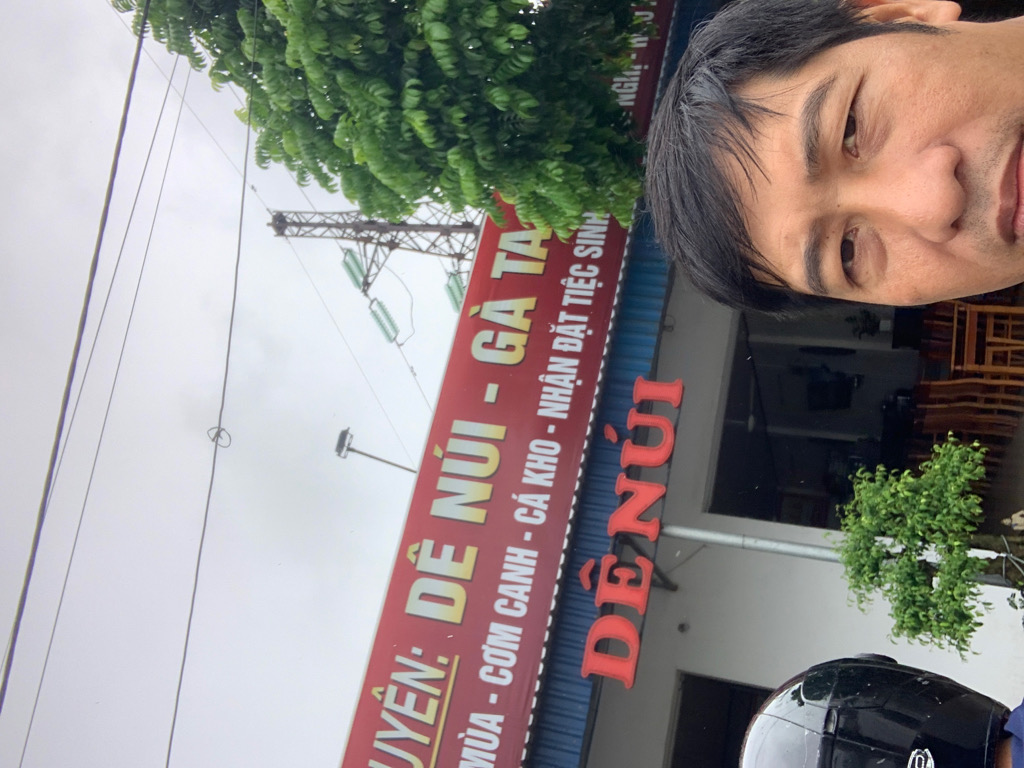 UYÊN: DÊ NÚI - GÀ TA
MÙA - CƠM CANH - CÁ KHO - NHẬN ĐẶT TIỆC SINH
DÊ NÚI